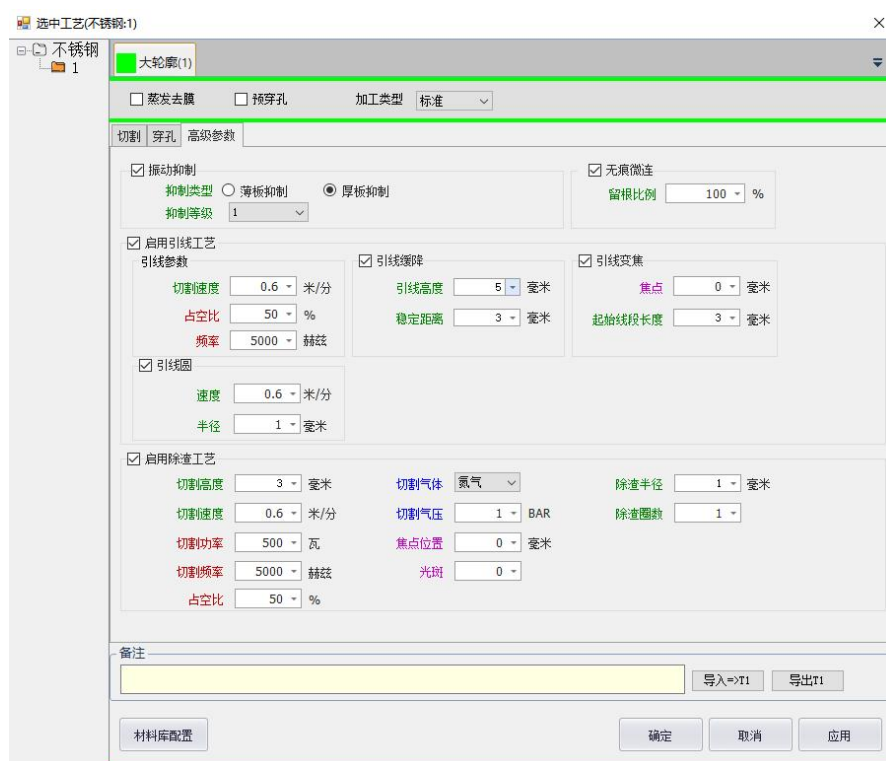 选中工艺(不锈钢:1)
不锈钢
1
大轮廓(1)
蒸发去膜 预穿孔 加工类型 标准
切割 穿孔 高级参数
振动抑制 无痕微连
抑制类型 薄板抑制 厚板抑制 留根比例 100 %
抑制等级 1
启用引线工艺
引线参数 引线缓降 引线变焦
切割速度 0.6 米/分 引线高度 5 毫米 焦点 0 毫米
占空比 50 % 稳定距离 3 毫米 起始线段长度 3 毫米
频率 5000 赫兹
引线圆
速度 0.6 米/分
半径 1 毫米
启用除渣工艺
切割高度 3 毫米 切割气体 氮气 除渣半径 1 毫米
切割速度 0.6 米/分 切割气压 1 BAR 除渣圈数 1
切割功率 500 瓦 焦点位置 0 毫米
切割频率 5000 赫兹 光斑 0
占空比 50 %
备注
导入=>T1 导出T1
材料库配置 确定 取消 应用